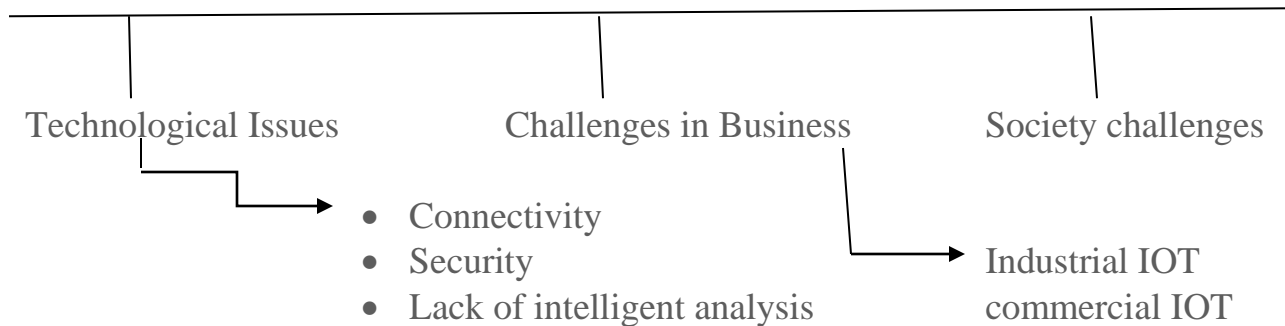 Technological Issues
Challenges in Business
Society challenges
• Connectivity
• Security
• Lack of intelligent analysis
Industrial IOT
commercial IOT